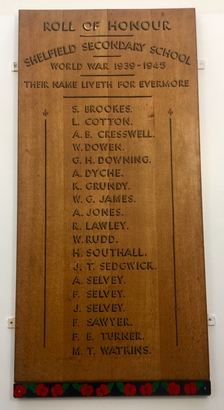 ROLL OF HONOUR
SHELFIELD SECONDARY SCHOOL
WORLD WAR 1939-1945
THEIR NAME LIVETH FOR EVERMORE
S. BROOKES.
L. COTTON.
A. B. CRESSWELL.
W. DOWEN.
G. H. DOWNING.
A. DYCHE.
K. GRUNDY.
W. G. JAMES.
A. JONES.
R. LAWLEY.
W. RUDD.
H. SOUTHALL.
J. T. SEDGWICK.
A. SELVEY.
F. SELVEY.
J. SELVEY.
F. SAWYER.
F. E. TURNER.
M. T. WATKINS.